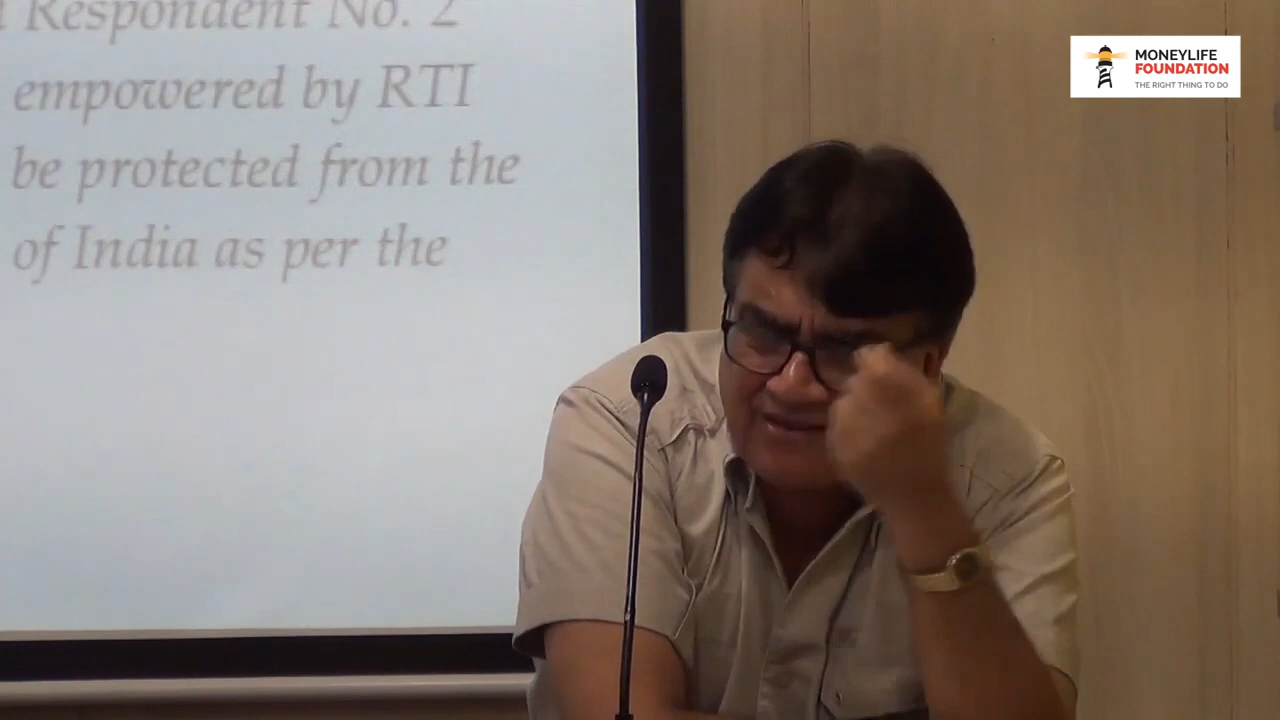 Respondent No. 2
empowered by RTI
be protected from the
of India as per the
MONEYLIFE
FOUNDATION
THE RIGHT THING TO DO